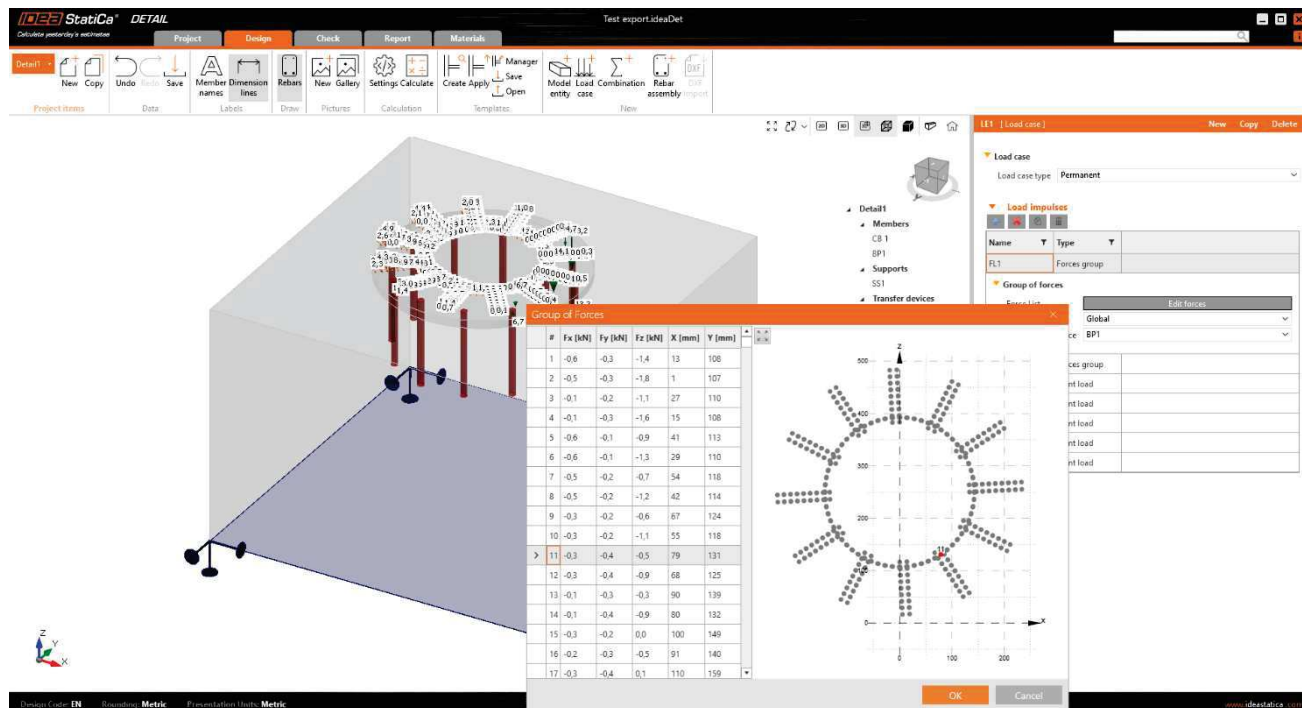 IDEA StatiCa® DETAIL
Calculate yesterday's estimates
Test export.ideaDet
Project Design Check Report Materials
Detail1
New Copy
Undo Redo Save
Member names
Dimension lines
Rebars
New Gallery
Settings Calculate
Create Apply
Manager
Save
Open
Model entity
Load case
Combination
Rebar assembly
DXF Import
Project items Data Labels Draw Pictures Calculation Templates New
LE1 [Load case] New Copy Delete
Load case
Load case type Permanent
Load impulses
Name Type
FL1 Forces group
Group of forces
Edit forces
Global
BP1
Detail1
Members
CB 1
BP1
Supports
SS1
Transfer devices
Group of Forces
# Fx [kN] Fy [kN] Fz [kN] X [mm] Y [mm]
1 -0,6 -0,3 -1,4 13 108
2 -0,5 -0,3 -1,8 1 107
3 -0,1 -0,2 -1,1 27 110
4 -0,1 -0,3 -1,6 15 108
5 -0,6 -0,1 -0,9 41 113
6 -0,6 -0,1 -1,3 29 110
7 -0,5 -0,2 -0,7 54 118
8 -0,5 -0,2 -1,2 42 114
9 -0,3 -0,2 -0,6 67 124
10 -0,3 -0,2 -1,1 55 118
11 -0,3 -0,4 -0,5 79 131
12 -0,3 -0,4 -0,9 68 125
13 -0,1 -0,3 -0,3 90 139
14 -0,1 -0,4 -0,9 80 132
15 -0,3 -0,2 0,0 100 149
16 -0,2 -0,3 -0,5 91 140
17 -0,3 -0,4 0,1 110 159
z
500
400
300
200
100
0
x
0 100 200
11
OK Cancel
Z
Y
X
Design Code: EN Rounding: Metric Presentation Units: Metric
www.ideastatica.com